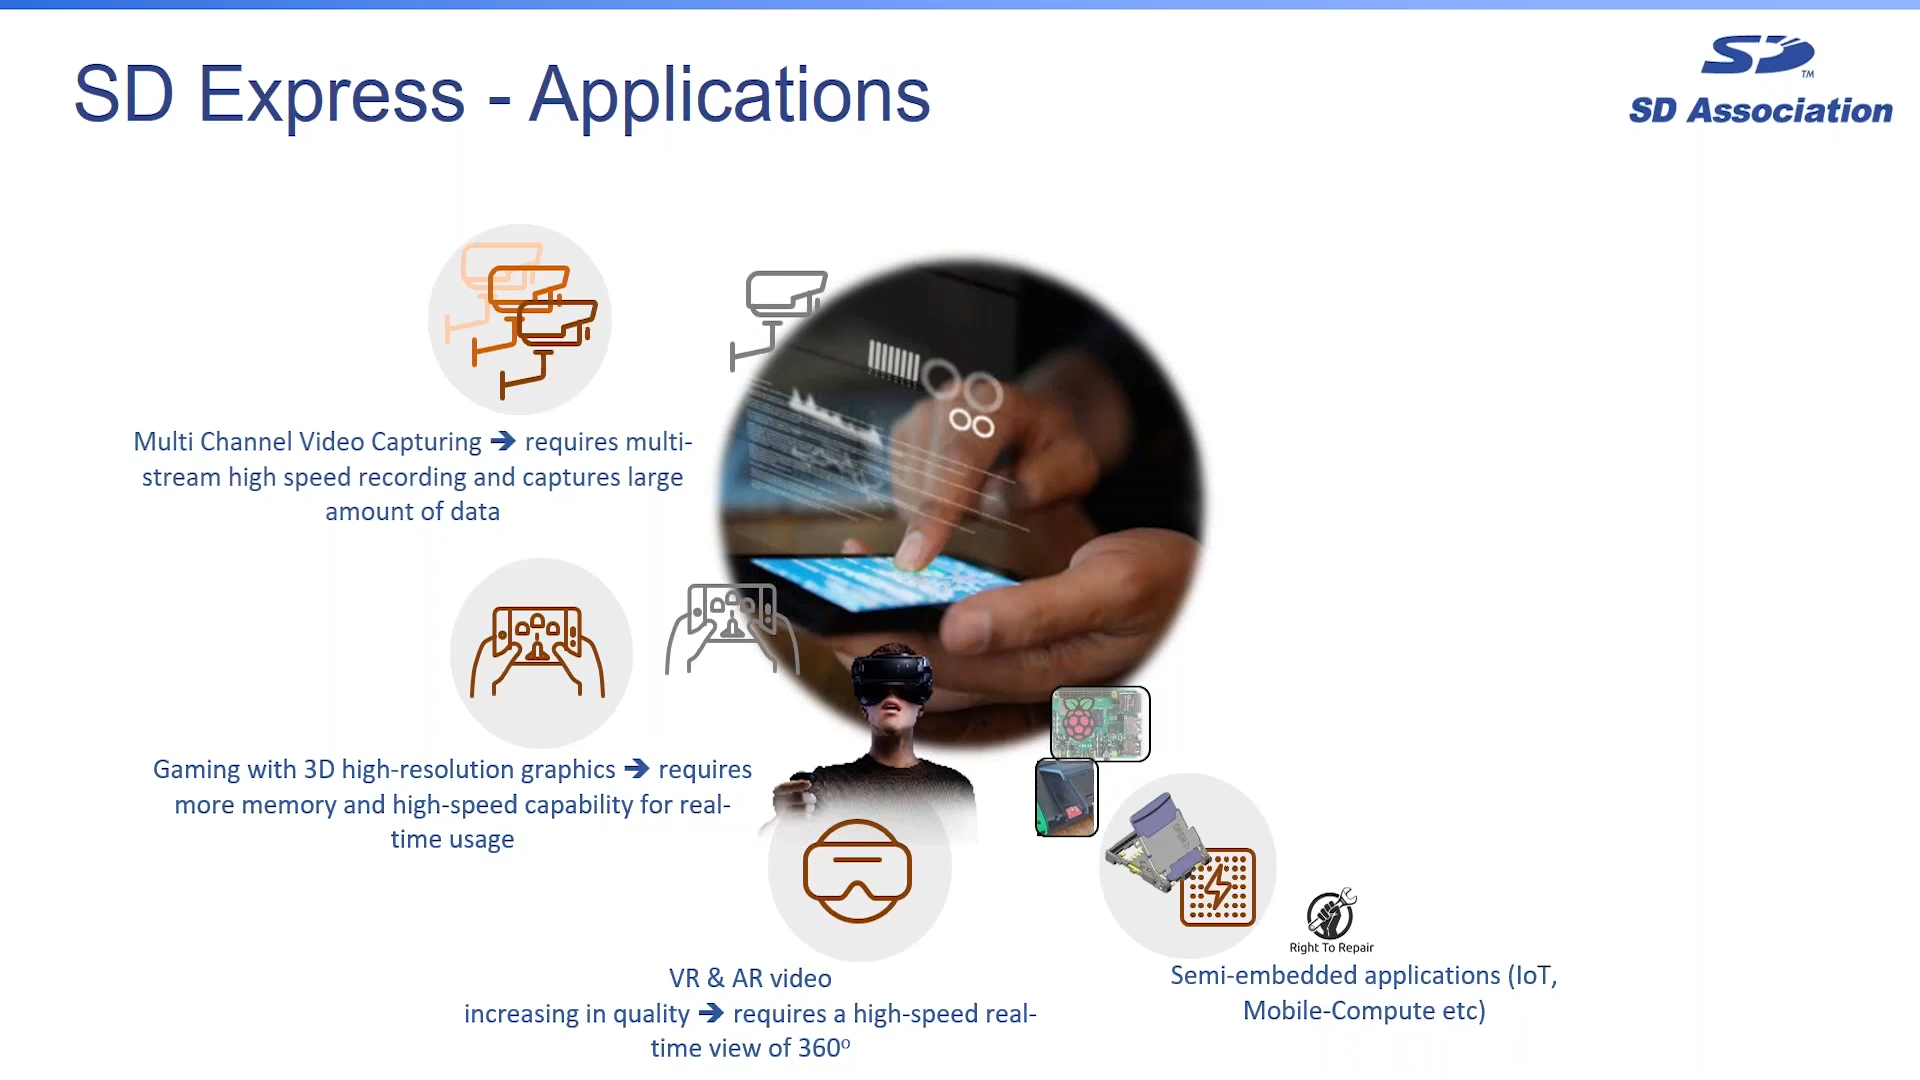 SD Express - Applications
SD
TM
SD Association
Multi Channel Video Capturing ➔ requires multi-
stream high speed recording and captures large
amount of data
Gaming with 3D high-resolution graphics ➔ requires
more memory and high-speed capability for real-
time usage
VR & AR video
increasing in quality ➔ requires a high-speed real-
time view of 360º
Right To Repair
Semi-embedded applications (IoT,
Mobile-Compute etc)